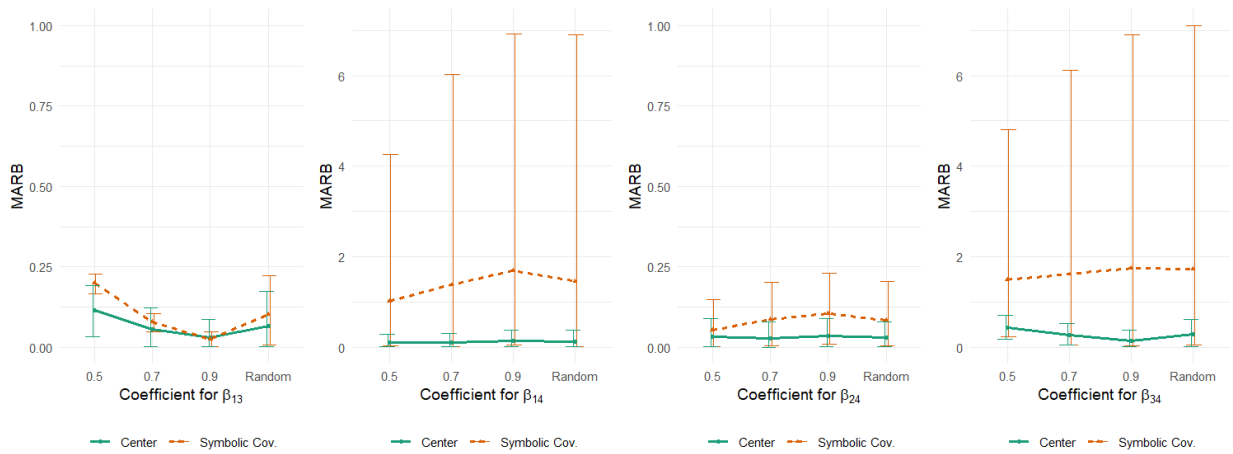 1.00
0.75
0.50
0.25
0.00
MARB
0.5 0.7 0.9 Random
Coefficient for β13
Center Symbolic Cov.
6
4
2
0
MARB
0.5 0.7 0.9 Random
Coefficient for β14
Center Symbolic Cov.
1.00
0.75
0.50
0.25
0.00
MARB
0.5 0.7 0.9 Random
Coefficient for β24
Center Symbolic Cov.
6
4
2
0
MARB
0.5 0.7 0.9 Random
Coefficient for β34
Center Symbolic Cov.